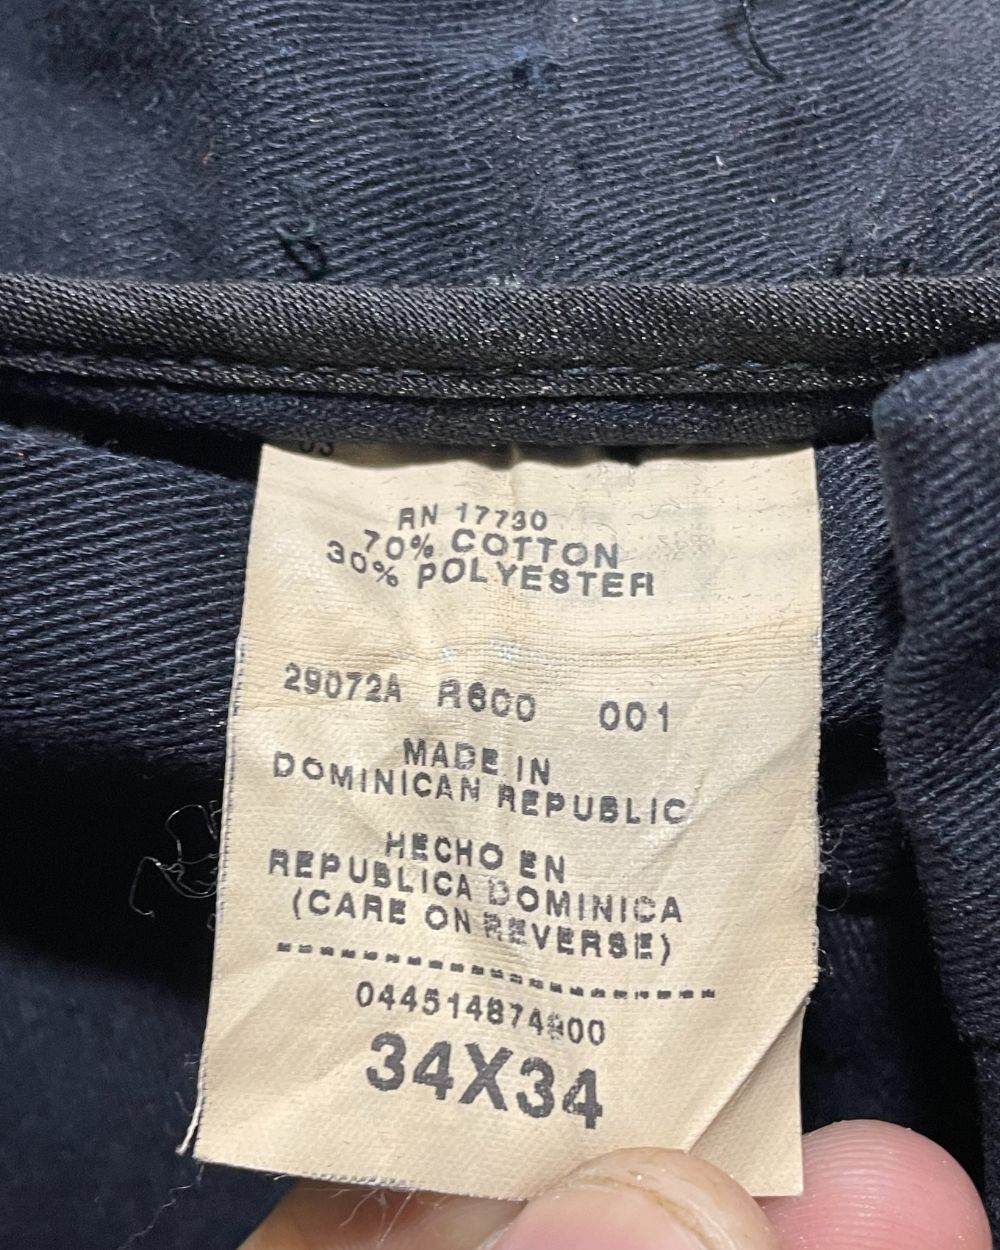 RN 17730
70% COTTON
30% POLYESTER
29072A R600 001
MADE IN
DOMINICAN REPUBLIC
HECHO EN
REPUBLICA DOMINICA
(CARE ON REVERSE)
34X34